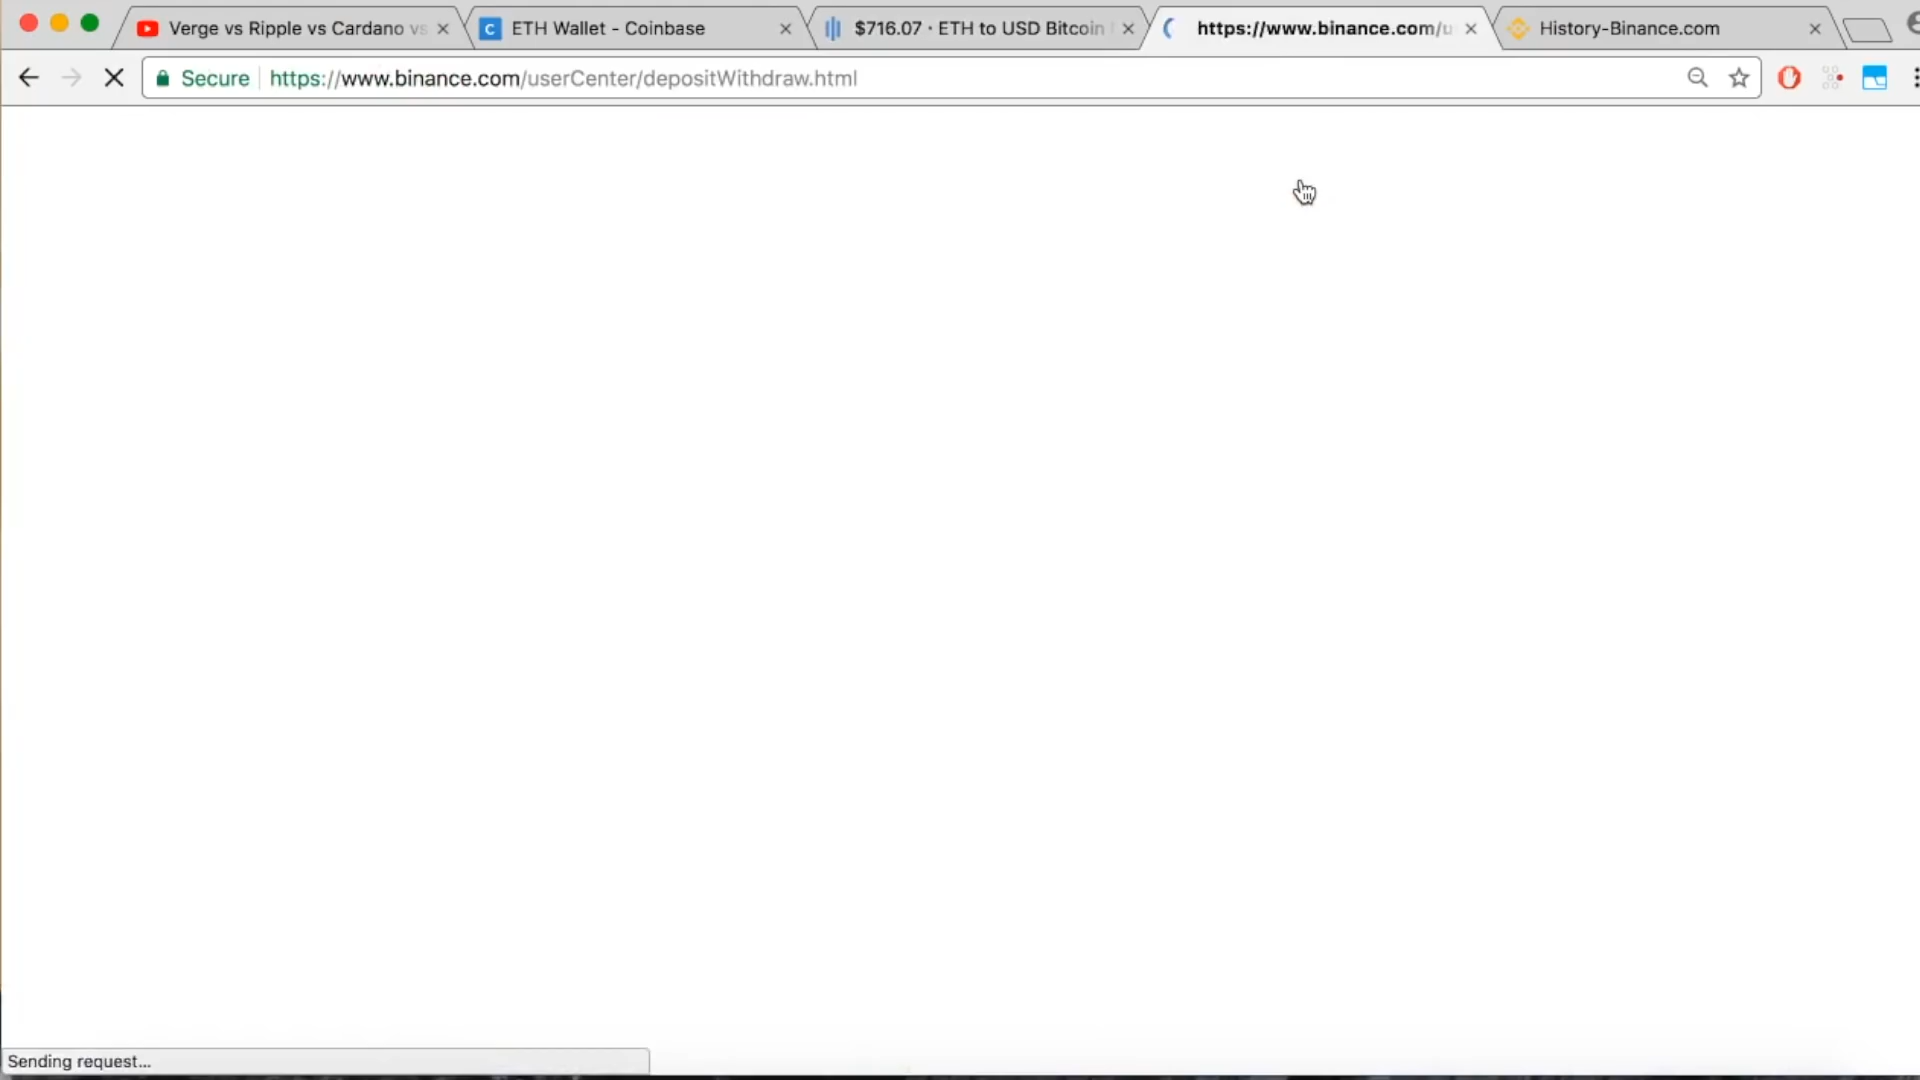 Verge vs Ripple vs Cardano vs
ETH Wallet - Coinbase
$716.07 · ETH to USD Bitcoin
https://www.binance.com/u
History-Binance.com
Secure
https://www.binance.com/userCenter/depositWithdraw.html
Sending request...